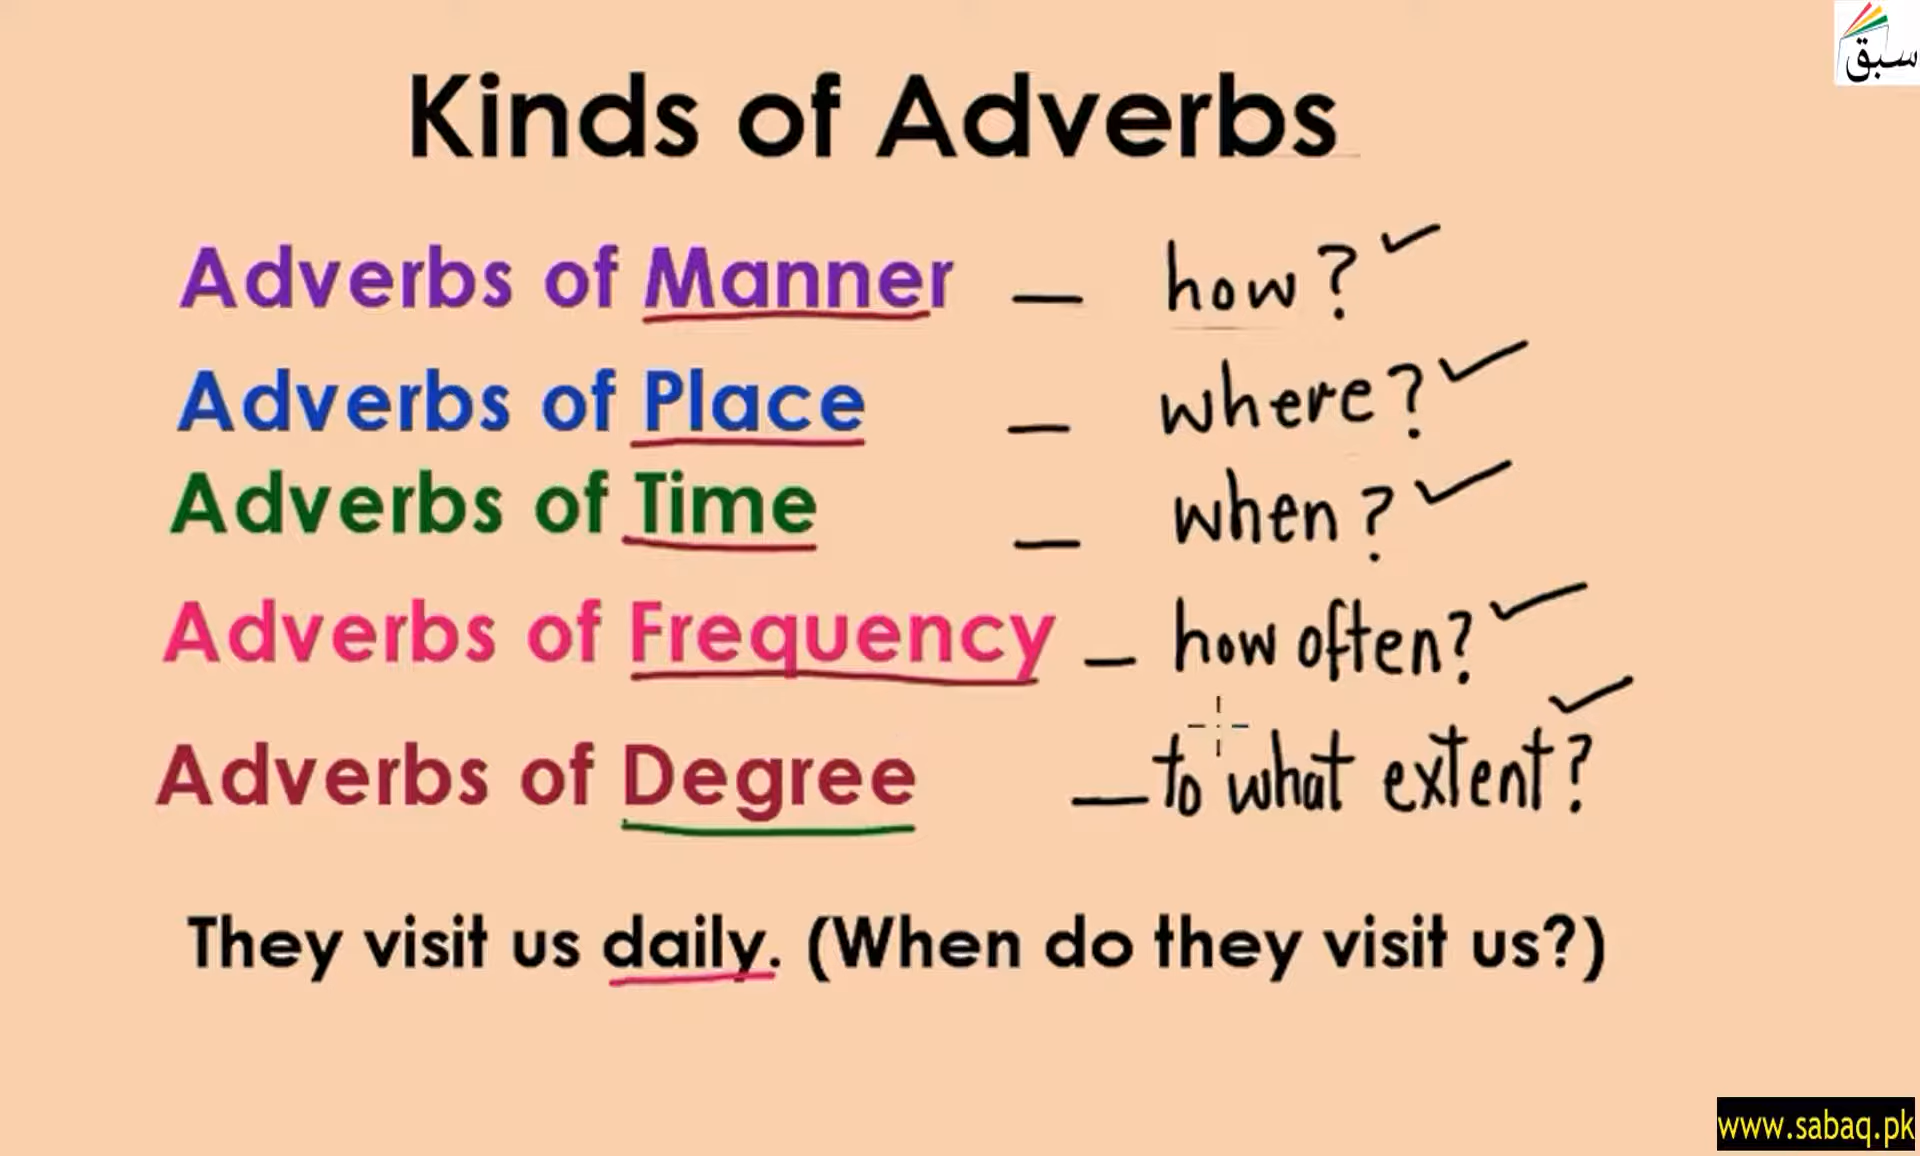 سبق
Kinds of Adverbs
Adverbs of Manner — how? ✓
Adverbs of Place — where? ✓
Adverbs of Time — when? ✓
Adverbs of Frequency — how often? ✓
Adverbs of Degree — to what extent? ✓
They visit us daily. (When do they visit us?)
www.sabaq.pk